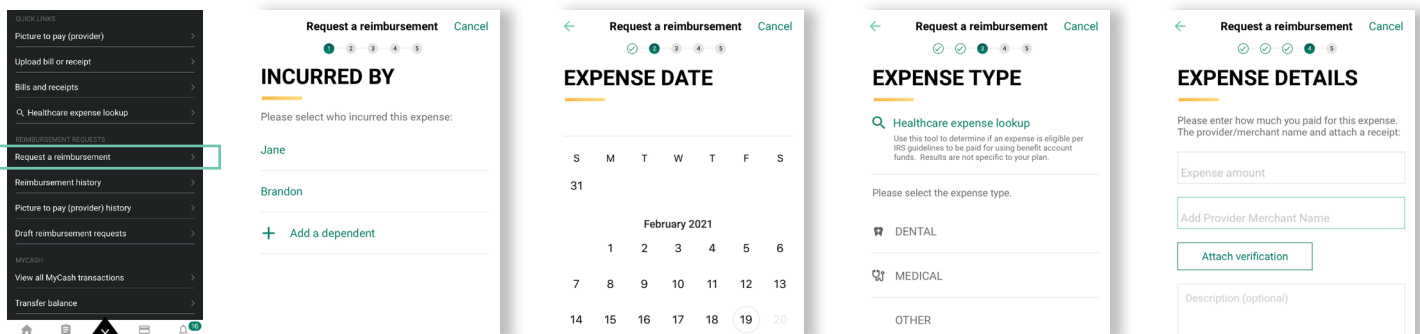 QUICK LINKS
Picture to pay (provider)
Upload bill or receipt
Bills and receipts
Healthcare expense lookup
REIMBURSEMENT REQUESTS
Request a reimbursement
Reimbursement history
Picture to pay (provider) history
Draft reimbursement requests
MYCASH
View all MyCash transactions
Transfer balance
16
Request a reimbursement Cancel
1 2 3 4 5
INCURRED BY
Please select who incurred this expense:
Jane
Brandon
+ Add a dependent
Request a reimbursement Cancel
2 3 4 5
EXPENSE DATE
S M T W T F S
31
February 2021
1 2 3 4 5 6
7 8 9 10 11 12 13
14 15 16 17 18 19 20
Request a reimbursement Cancel
3 4 5
EXPENSE TYPE
Healthcare expense lookup
Use this tool to determine if an expense is eligible per
IRS guidelines to be paid for using benefit account
funds. Results are not specific to your plan.
Please select the expense type.
DENTAL
MEDICAL
OTHER
Request a reimbursement Cancel
4 5
EXPENSE DETAILS
Please enter how much you paid for this expense.
The provider/merchant name and attach a receipt:
Expense amount
Add Provider Merchant Name
Attach verification
Description (optional)